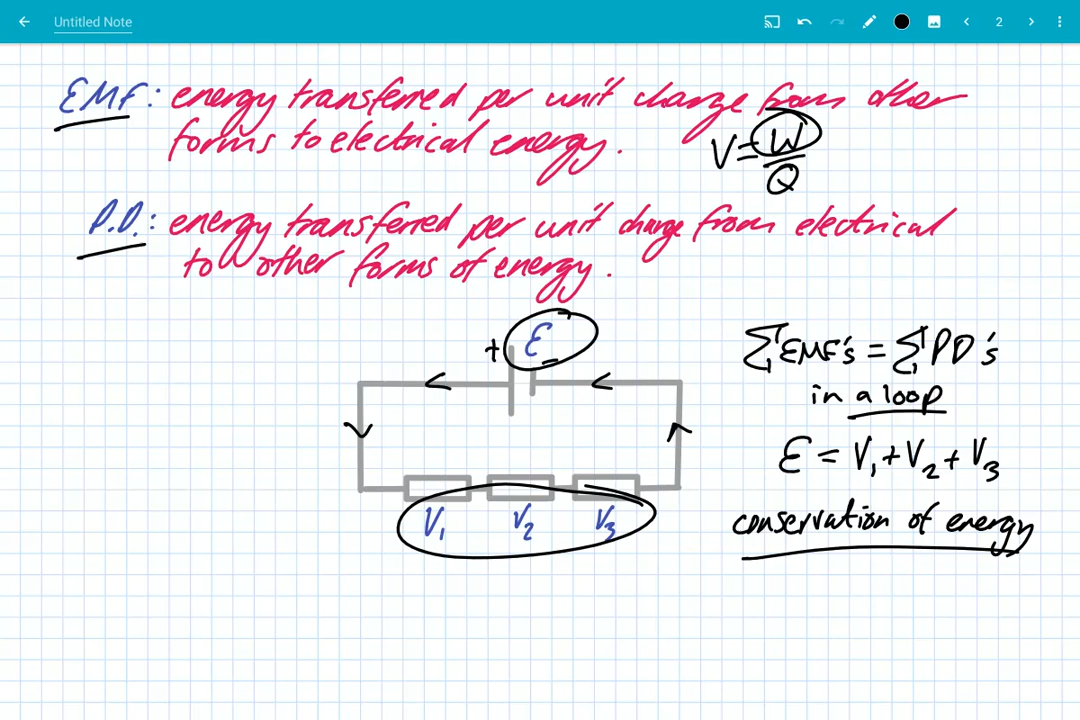 Untitled Note
2
EMF: energy transferred per unit charge from other
forms to electrical energy.
V = W/Q
P.D.: energy transferred per unit charge from electrical
to other forms of energy.
+ ε
V₁ V₂ V₃
∑ EMF's = ∑ PD's
in a loop
ε = V₁ + V₂ + V₃
conservation of energy